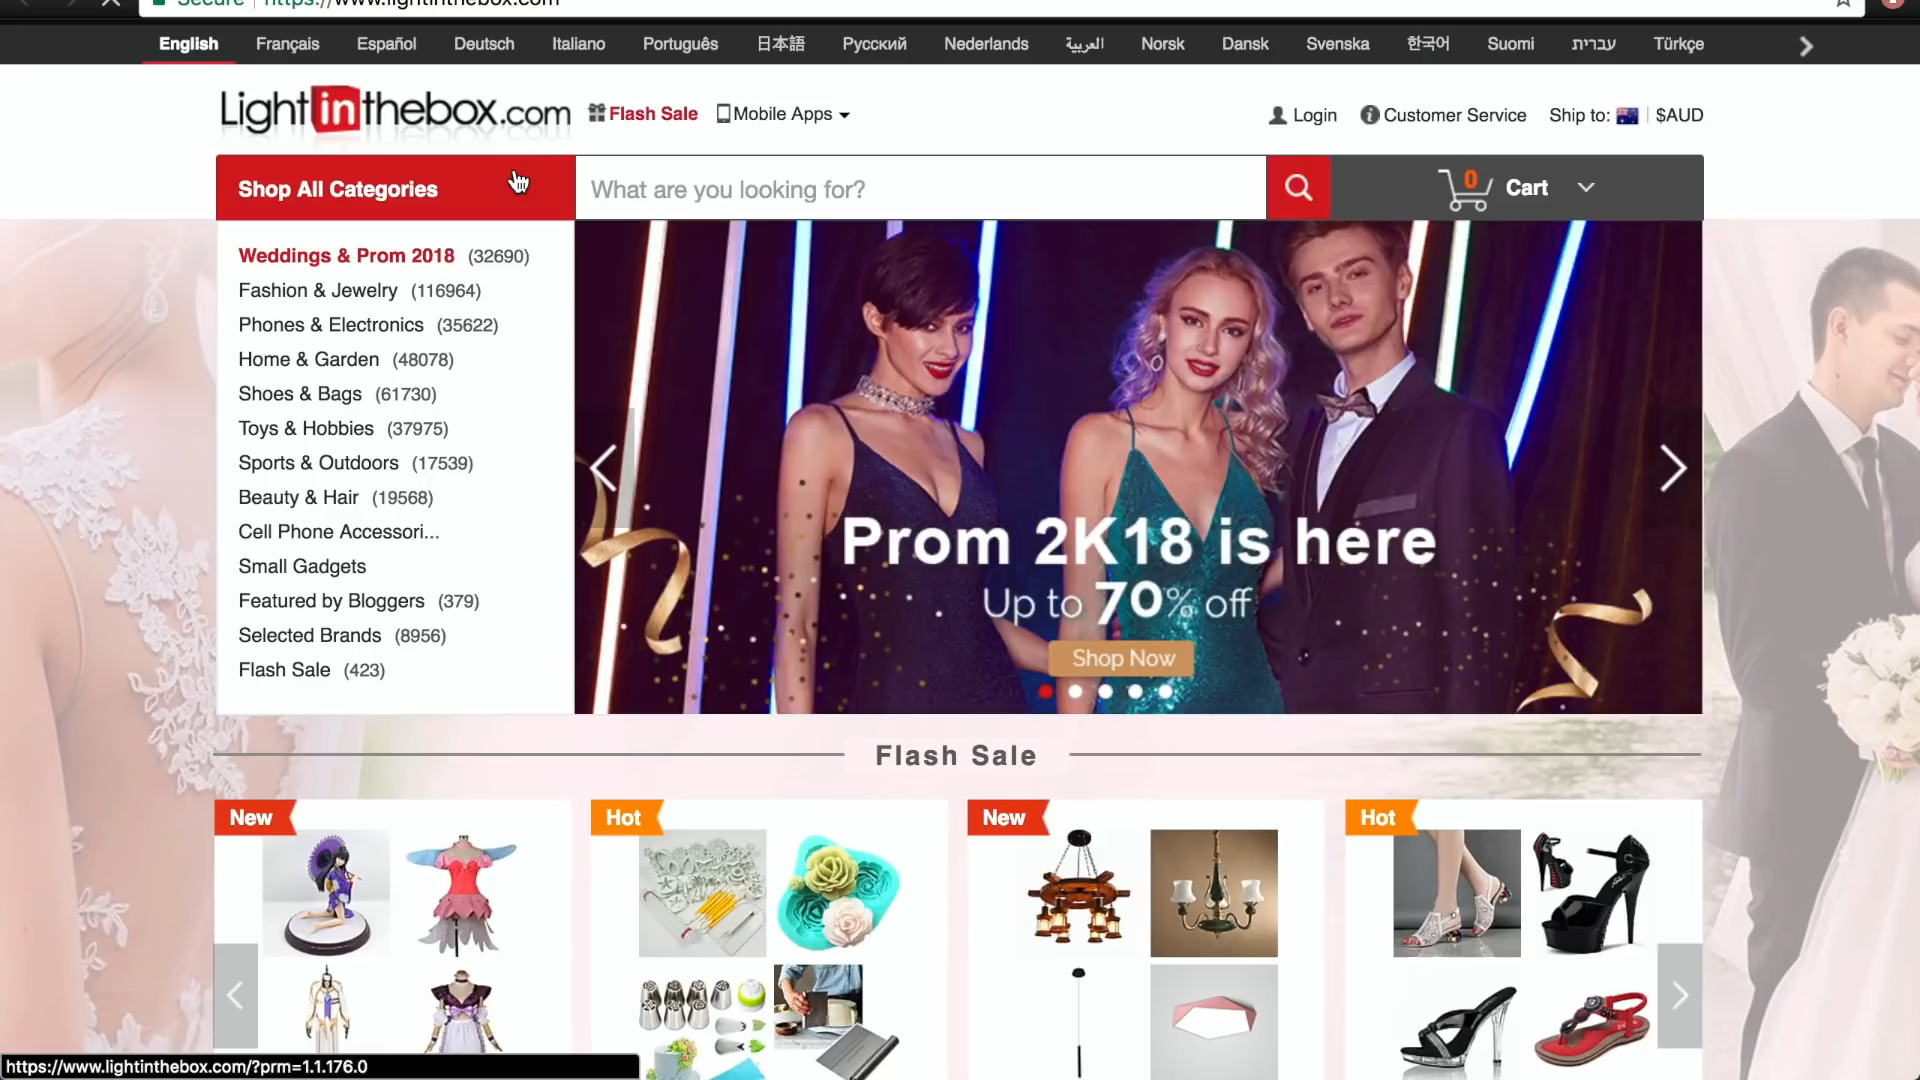 Secure | https://www.lightinthebox.com
English Français Español Deutsch Italiano Português 日本語 Русский Nederlands العربية Norsk Dansk Svenska 한국어 Suomi עברית Türkçe
Lightinthebox.com Flash Sale Mobile Apps Login Customer Service Ship to: | $AUD
Shop All Categories What are you looking for? 0 Cart
Weddings & Prom 2018 (32690)
Fashion & Jewelry (116964)
Phones & Electronics (35622)
Home & Garden (48078)
Shoes & Bags (61730)
Toys & Hobbies (37975)
Sports & Outdoors (17539)
Beauty & Hair (19568)
Cell Phone Accessori...
Small Gadgets
Featured by Bloggers (379)
Selected Brands (8956)
Flash Sale (423)
Prom 2K18 is here
Up to 70% off
Shop Now
Flash Sale
New Hot New Hot
https://www.lightinthebox.com/?prm=1.1.176.0